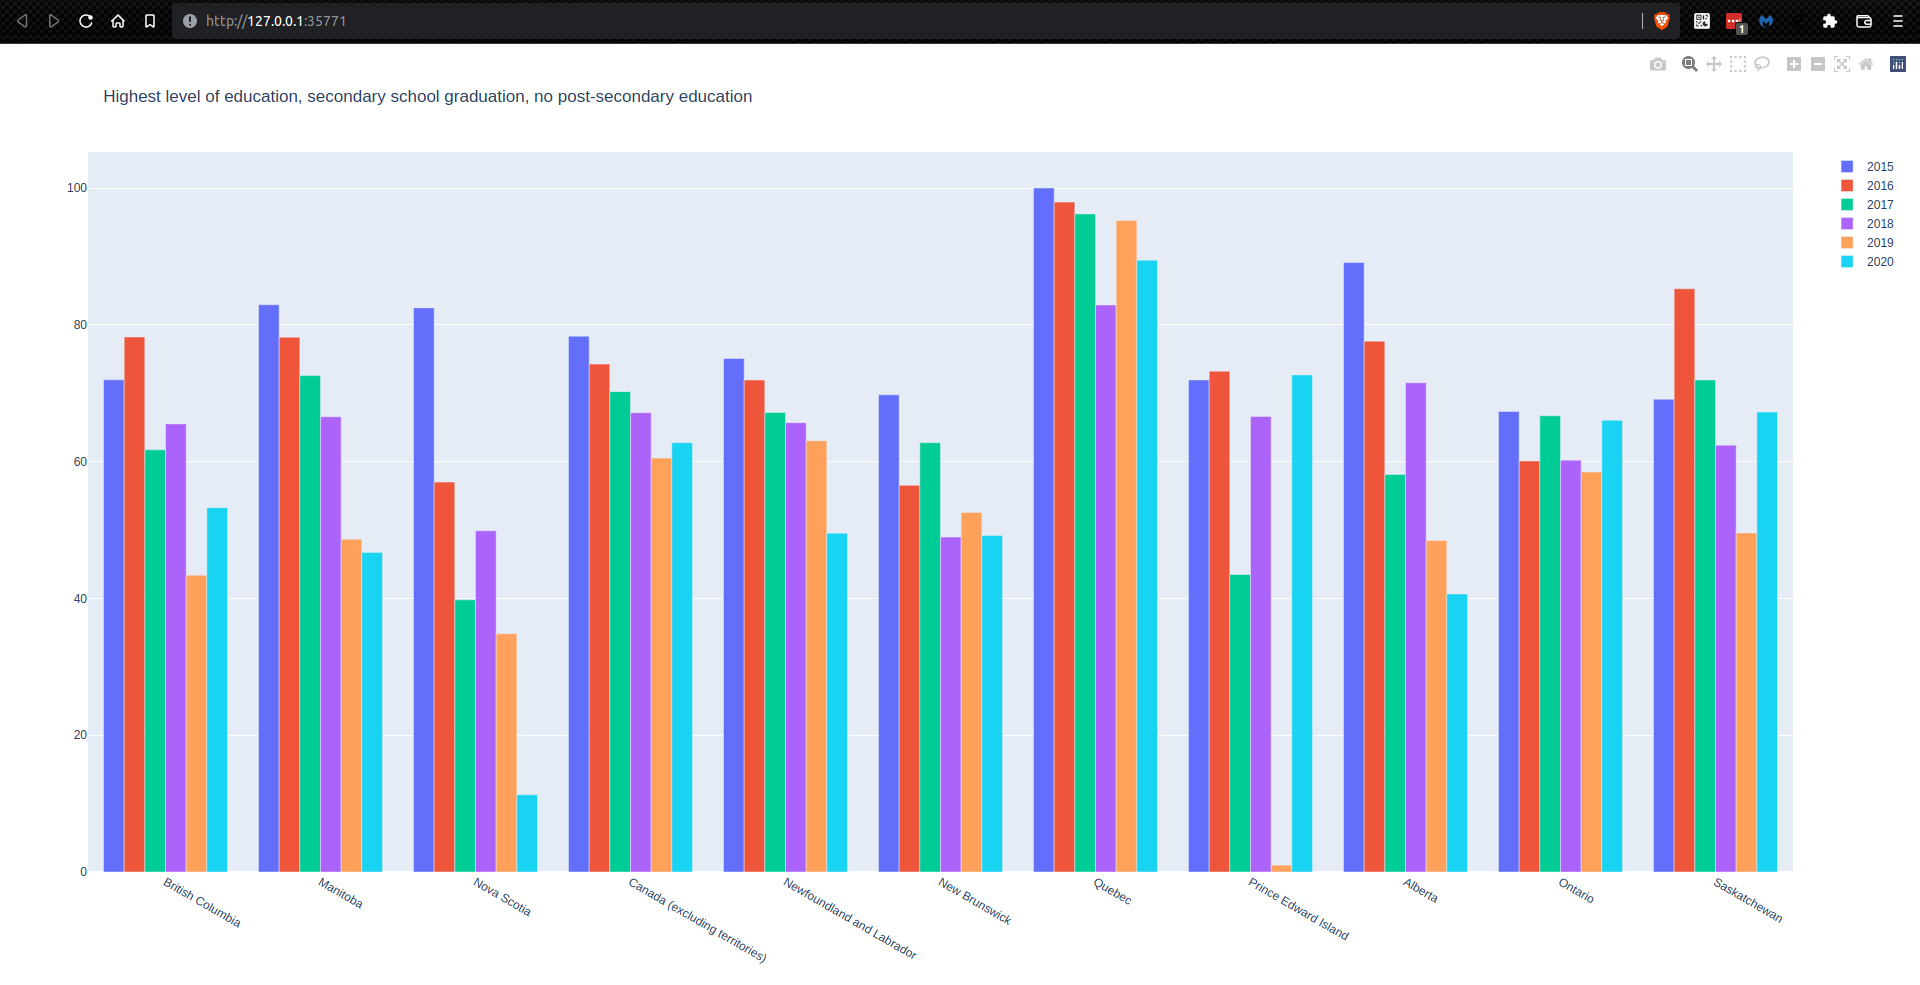 http://127.0.0.1:35771
1
Highest level of education, secondary school graduation, no post-secondary education
2015
2016
2017
2018
2019
2020
100
80
60
40
20
0
British Columbia
Manitoba
Nova Scotia
Canada (excluding territories)
Newfoundland and Labrador
New Brunswick
Quebec
Prince Edward Island
Alberta
Ontario
Saskatchewan